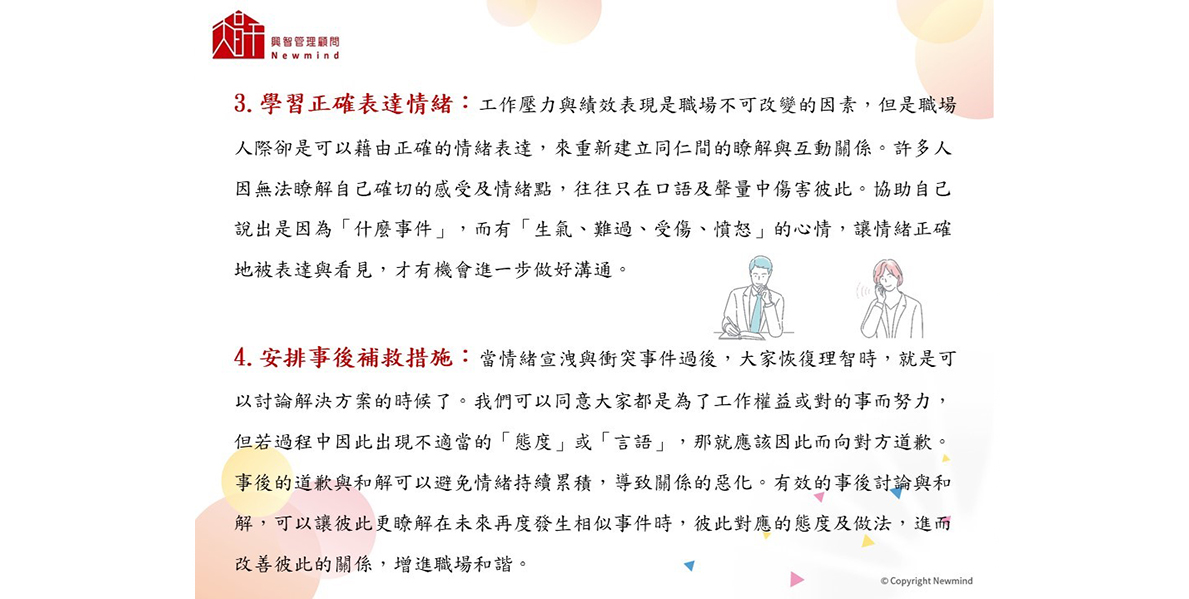 興智管理顧問
Newmind
3. 學習正確表達情緒：工作壓力與績效表現是職場不可改變的因素，但是職場
人際卻是可以藉由正確的情緒表達，來重新建立同仁間的瞭解與互動關係。許多人
因無法瞭解自己確切的感受及情緒點，往往只在口語及聲量中傷害彼此。協助自己
說出是因為「什麼事件」，而有「生氣、難過、受傷、憤怒」的心情，讓情緒正確
地被表達與看見，才有機會進一步做好溝通。
4. 安排事後補救措施：當情緒宣洩與衝突事件過後，大家恢復理智時，就是可
以討論解決方案的時候了。我們可以同意大家都是為了工作權益或對的事而努力，
但若過程中因此出現不適當的「態度」或「言語」，那就應該因此而向對方道歉。
事後的道歉與和解可以避免情緒持續累積，導致關係的惡化。有效的事後討論與和
解，可以讓彼此更瞭解在未來再度發生相似事件時，彼此對應的態度及做法，進而
改善彼此的關係，增進職場和諧。
© Copyright Newmind